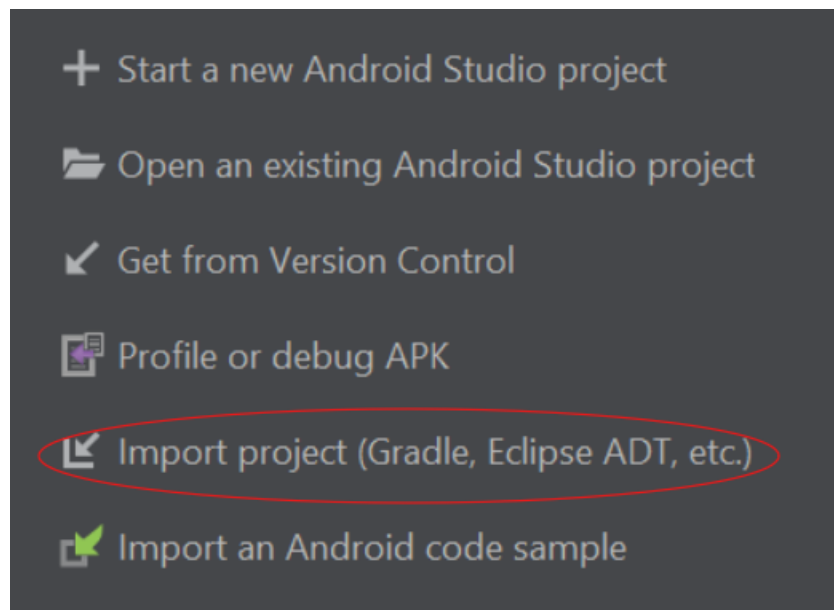 Start a new Android Studio project
Open an existing Android Studio project
Get from Version Control
Profile or debug APK
Import project (Gradle, Eclipse ADT, etc.)
Import an Android code sample